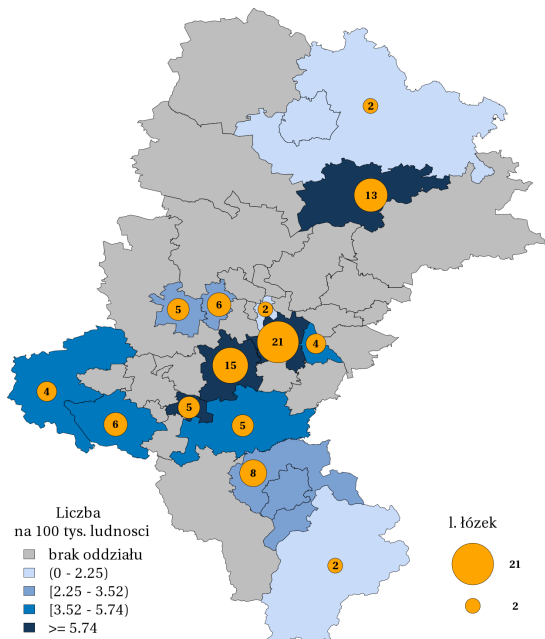 2
13
5
6
2
21
4
15
4
5
6
5
8
2
Liczba
na 100 tys. ludnosci
brak oddziału
(0 - 2.25)
[2.25 - 3.52)
[3.52 - 5.74)
>= 5.74
l. łózek
21
2